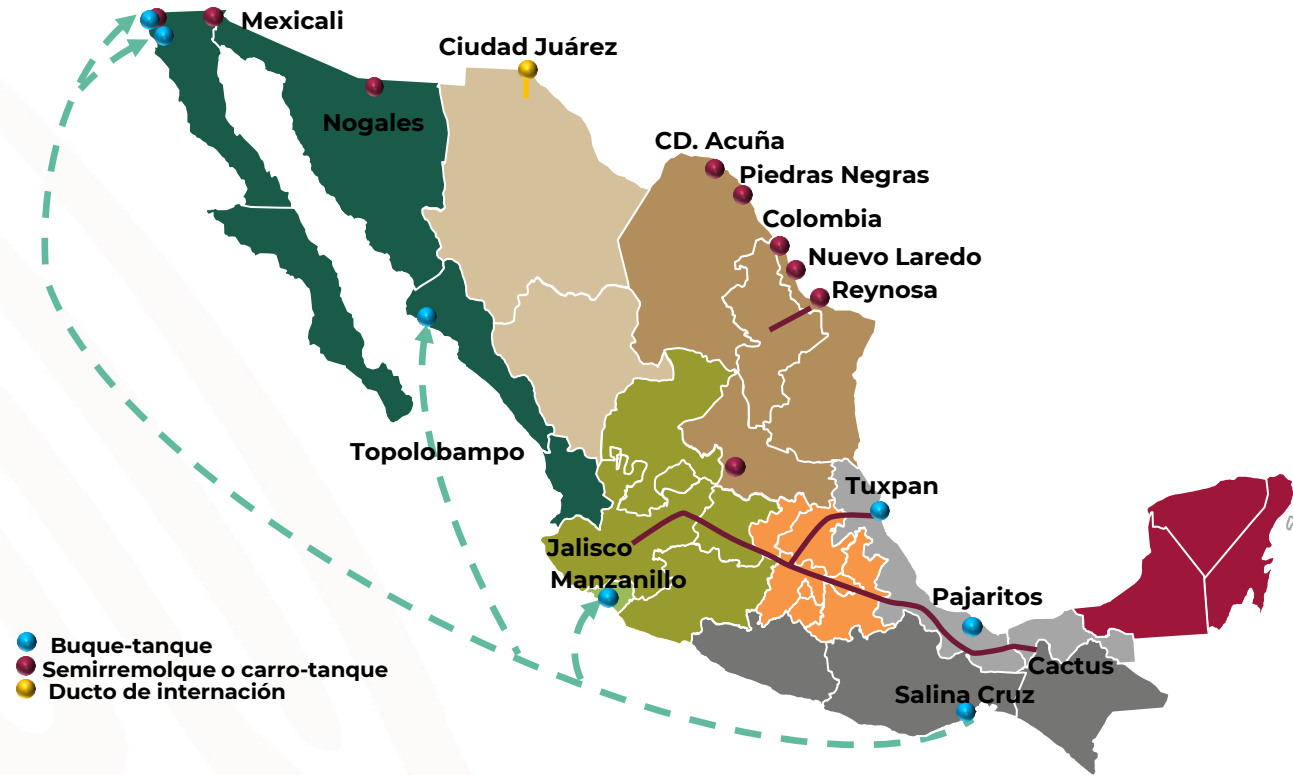 Mexicali
Ciudad Juárez
Nogales
CD. Acuña
Piedras Negras
Colombia
Nuevo Laredo
Reynosa
Topolobampo
Tuxpan
Jalisco
Manzanillo
Pajaritos
Cactus
Salina Cruz
Buque-tanque
Semirremolque o carro-tanque
Ducto de internación